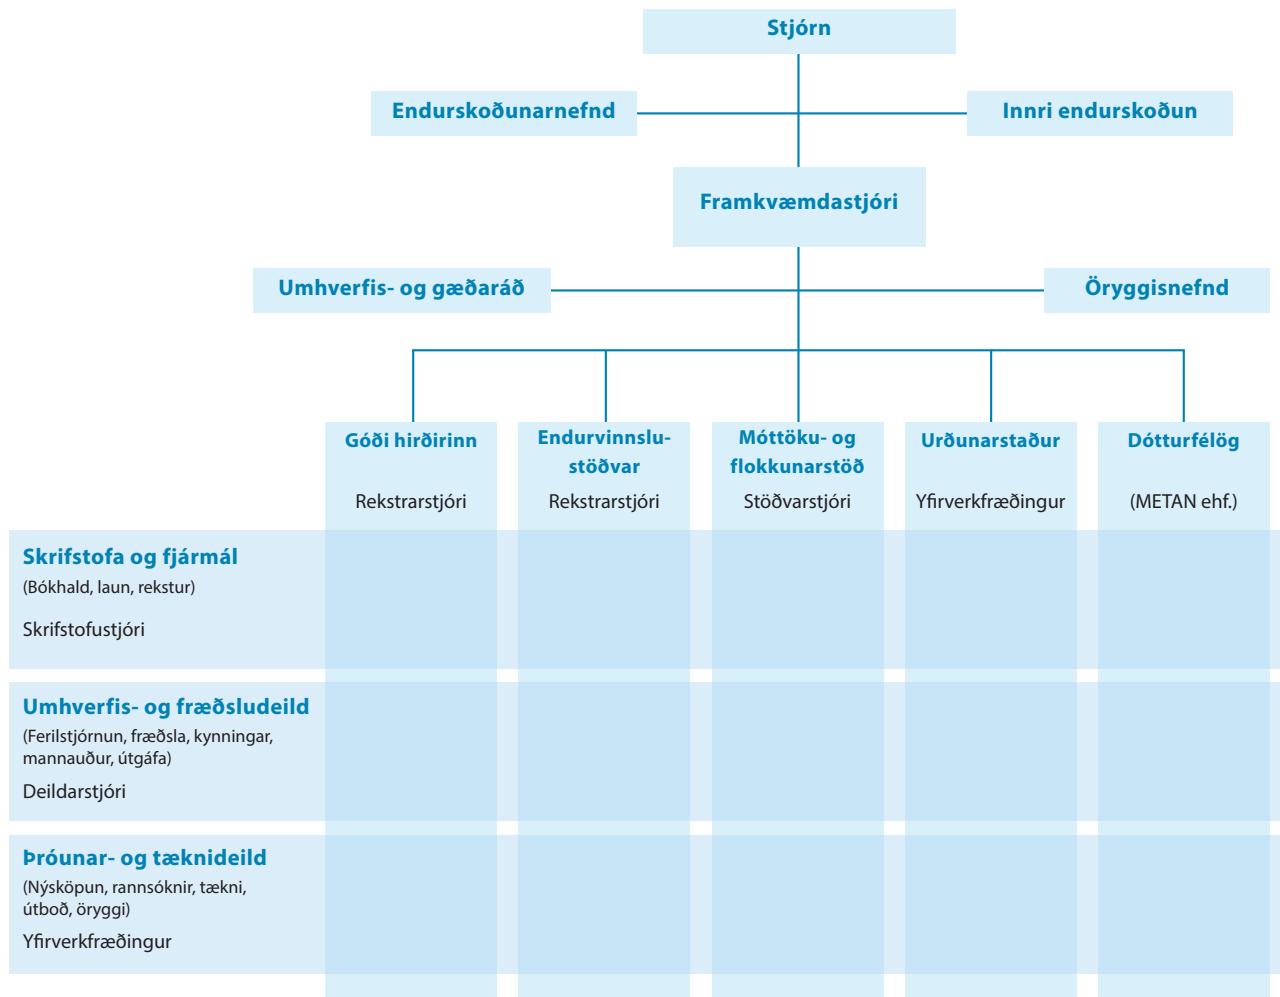 Stjórn
Endurskoðunarnefnd
Innri endurskoðun
Framkvæmdastjóri
Umhverfis- og gæðaráð
Öryggisnefnd
Góði hirðirinn
Rekstrarstjóri
Endurvinnslu-
stöðvar
Rekstrarstjóri
Móttöku- og
flokkunarstöð
Stöðvarstjóri
Urðunarstaður
Yfirverkfræðingur
Dótturfélög
(METAN ehf.)
Skrifstofa og fjármál
(Bókhald, laun, rekstur)
Skrifstofustjóri
Umhverfis- og fræðsludeild
(Ferilstjórnun, fræðsla, kynningar,
mannauður, útgáfa)
Deildarstjóri
Þróunar- og tæknideild
(Nýsköpun, rannsóknir, tækni,
útboð, öryggi)
Yfirverkfræðingur